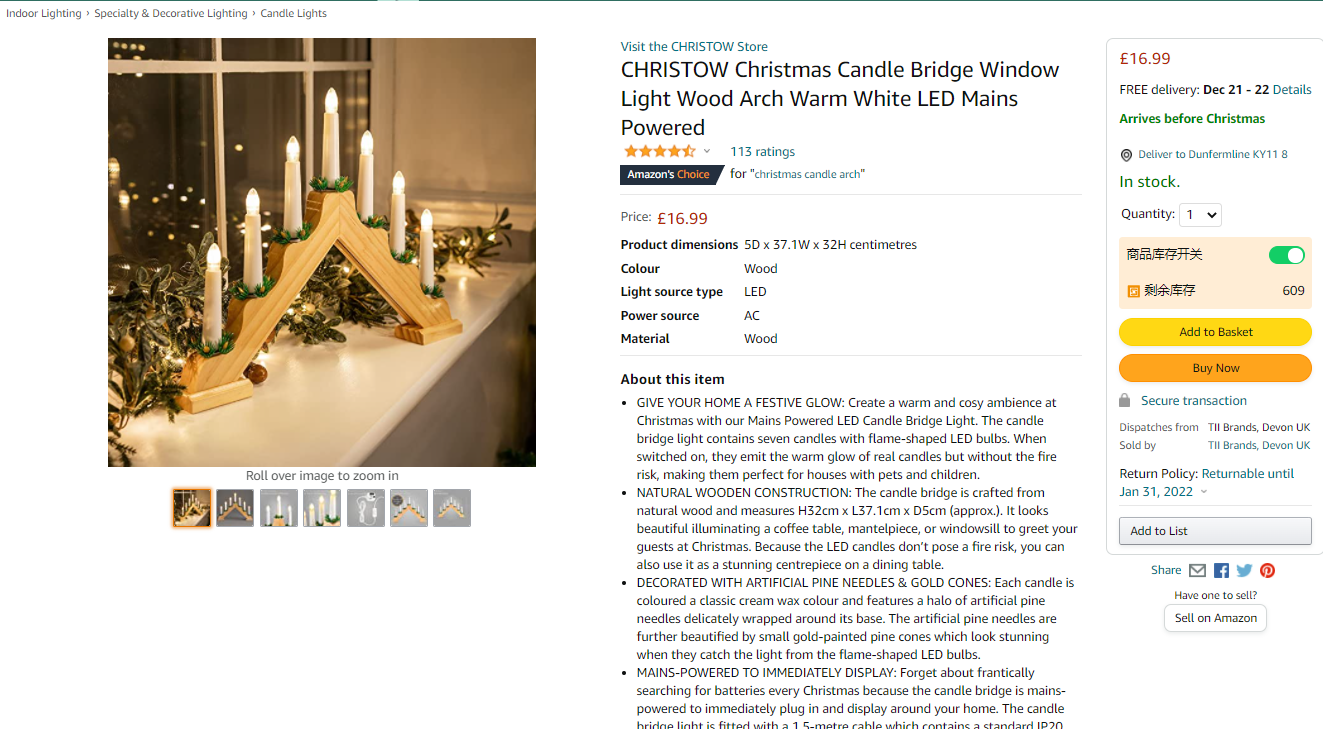 Indoor Lighting › Specialty & Decorative Lighting › Candle Lights
Roll over image to zoom in
Visit the CHRISTOW Store
CHRISTOW Christmas Candle Bridge Window
Light Wood Arch Warm White LED Mains
Powered
113 ratings
Amazon's Choice for "christmas candle arch"
Price: £16.99
Product dimensions 5D x 37.1W x 32H centimetres
Colour Wood
Light source type LED
Power source AC
Material Wood
About this item
• GIVE YOUR HOME A FESTIVE GLOW: Create a warm and cosy ambience at
Christmas with our Mains Powered LED Candle Bridge Light. The candle
bridge light contains seven candles with flame-shaped LED bulbs. When
switched on, they emit the warm glow of real candles but without the fire
risk, making them perfect for houses with pets and children.
• NATURAL WOODEN CONSTRUCTION: The candle bridge is crafted from
natural wood and measures H32cm x L37.1cm x D5cm (approx.). It looks
beautiful illuminating a coffee table, mantelpiece, or windowsill to greet your
guests at Christmas. Because the LED candles don't pose a fire risk, you can
also use it as a stunning centrepiece on a dining table.
• DECORATED WITH ARTIFICIAL PINE NEEDLES & GOLD CONES: Each candle is
coloured a classic cream wax colour and features a halo of artificial pine
needles delicately wrapped around its base. The artificial pine needles are
further beautified by small gold-painted pine cones which look stunning
when they catch the light from the flame-shaped LED bulbs.
• MAINS-POWERED TO IMMEDIATELY DISPLAY: Forget about frantically
searching for batteries every Christmas because the candle bridge is mains-
powered to immediately plug in and display around your home. The candle
bridge light is fitted with a 1.5-metre cable which contains a standard IP20
£16.99
FREE delivery: Dec 21 - 22 Details
Arrives before Christmas
Deliver to Dunfermline KY11 8
In stock.
Quantity: 1
商品库存开关
剩余库存 609
Add to Basket
Buy Now
Secure transaction
Dispatches from TII Brands, Devon UK
Sold by TII Brands, Devon UK
Return Policy: Returnable until
Jan 31, 2022
Add to List
Share
Have one to sell?
Sell on Amazon